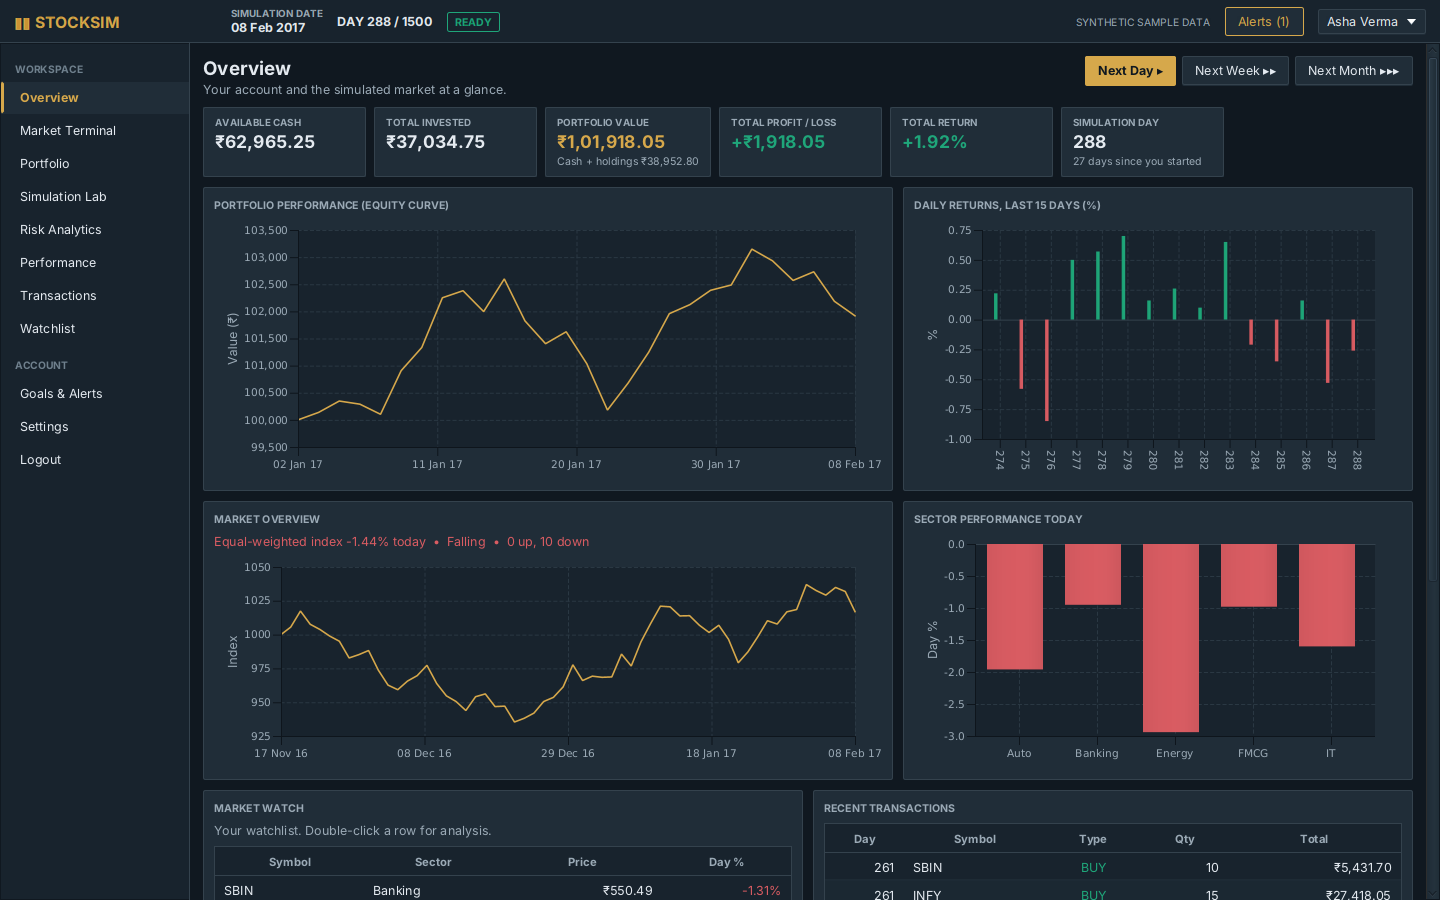 STOCKSIM
SIMULATION DATE
08 Feb 2017
DAY 288 / 1500
READY
SYNTHETIC SAMPLE DATA
Alerts (1)
Asha Verma
WORKSPACE
Overview
Market Terminal
Portfolio
Simulation Lab
Risk Analytics
Performance
Transactions
Watchlist
ACCOUNT
Goals & Alerts
Settings
Logout
Overview
Your account and the simulated market at a glance.
Next Day ▸
Next Week ▸▸
Next Month ▸▸▸
AVAILABLE CASH
₹62,965.25
TOTAL INVESTED
₹37,034.75
PORTFOLIO VALUE
₹1,01,918.05
Cash + holdings ₹38,952.80
TOTAL PROFIT / LOSS
+₹1,918.05
TOTAL RETURN
+1.92%
SIMULATION DAY
288
27 days since you started
PORTFOLIO PERFORMANCE (EQUITY CURVE)
Value (₹)
103,500
103,000
102,500
102,000
101,500
101,000
100,500
100,000
99,500
02 Jan 17 11 Jan 17 20 Jan 17 30 Jan 17 08 Feb 17
DAILY RETURNS, LAST 15 DAYS (%)
%
0.75
0.50
0.25
0.00
-0.25
-0.50
-0.75
-1.00
274 275 276 277 278 279 280 281 282 283 284 285 286 287 288
MARKET OVERVIEW
Equal-weighted index -1.44% today • Falling • 0 up, 10 down
Index
1050
1025
1000
975
950
925
17 Nov 16 08 Dec 16 29 Dec 16 18 Jan 17 08 Feb 17
SECTOR PERFORMANCE TODAY
Day %
0.0
-0.5
-1.0
-1.5
-2.0
-2.5
-3.0
Auto Banking Energy FMCG IT
MARKET WATCH
Your watchlist. Double-click a row for analysis.
Symbol Sector Price Day %
SBIN Banking ₹550.49 -1.31%
RECENT TRANSACTIONS
Day Symbol Type Qty Total
261 SBIN BUY 10 ₹5,431.70
261 INFY BUY 15 ₹27,418.05